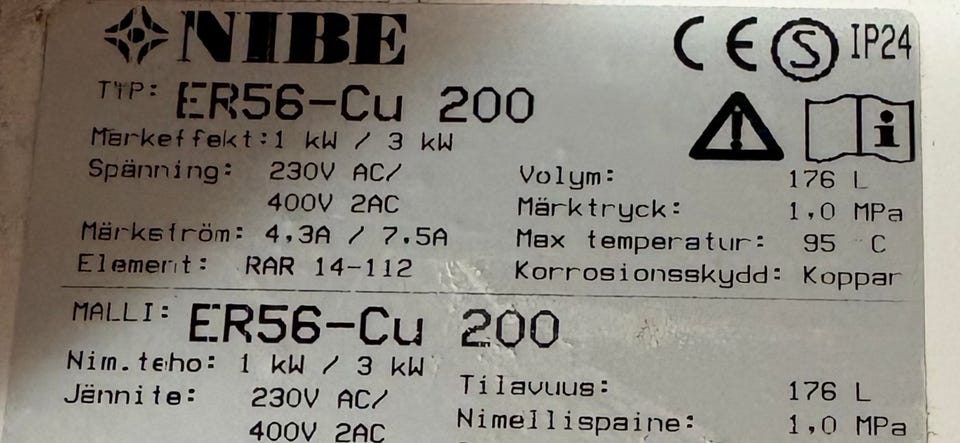 NIBE
CE S IP24
TYP: ER56-Cu 200
Märkeffekt: 1 kW / 3 kW
Spänning: 230V AC/
400V 2AC
Märkström: 4,3A / 7,5A
Element: RAR 14-112
Volym: 176 L
Märktryck: 1,0 MPa
Max temperatur: 95 C
Korrosionsskydd: Koppar
MALLI: ER56-Cu 200
Nim.teho: 1 kW / 3 kW
Jännite: 230V AC/
400V 2AC
Tilavuus: 176 L
Nimellispaine: 1,0 MPa